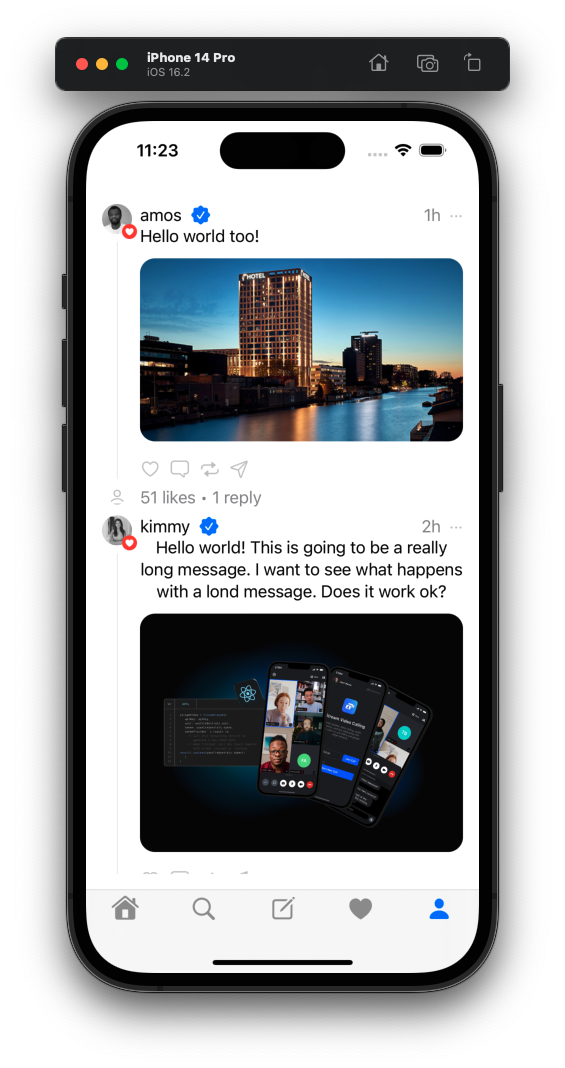 iPhone 14 Pro
iOS 16.2
11:23
amos 1h ...
Hello world too!
HOTEL
51 likes • 1 reply
kimmy 2h ...
Hello world! This is going to be a really
long message. I want to see what happens
with a lond message. Does it work ok?
Stream Video Calling